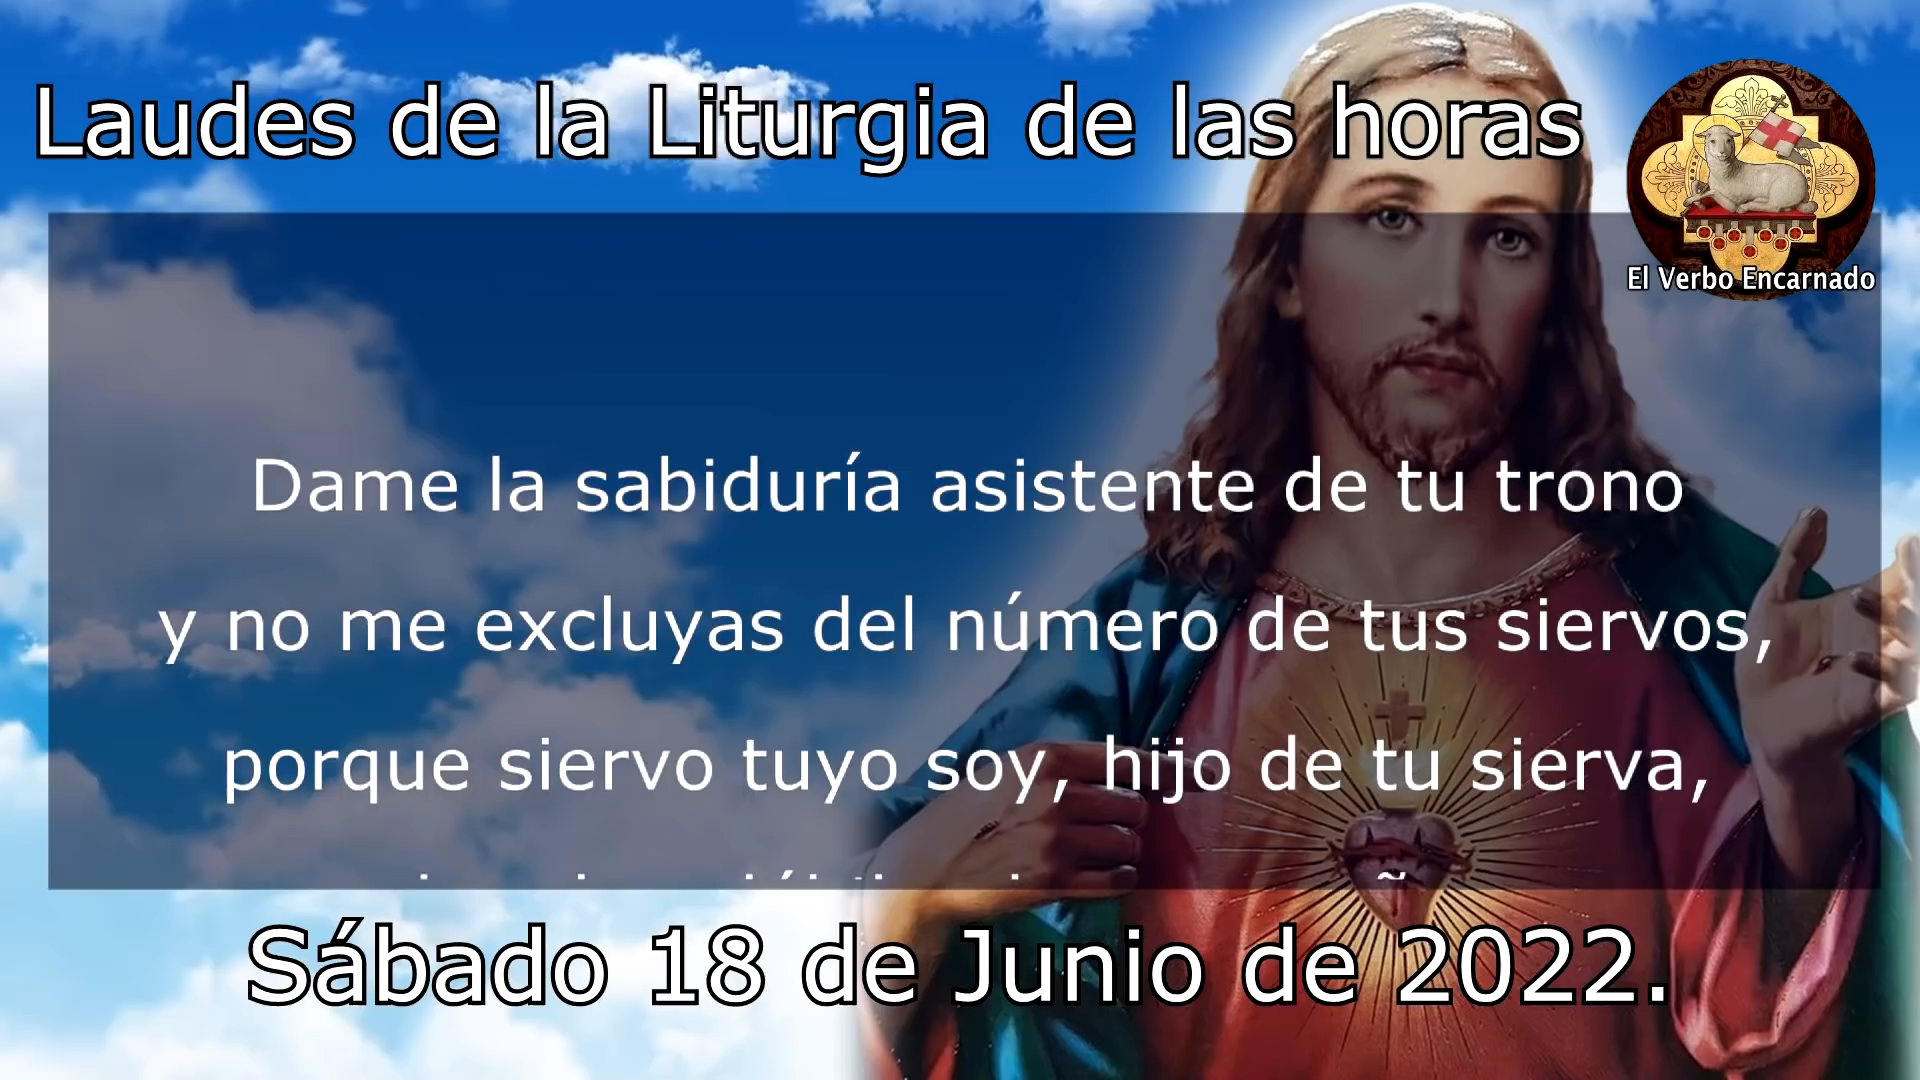 Laudes de la Liturgia de las horas
El Verbo Encarnado
Dame la sabiduría asistente de tu trono
y no me excluyas del número de tus siervos,
porque siervo tuyo soy, hijo de tu sierva,
Sábado 18 de Junio de 2022.